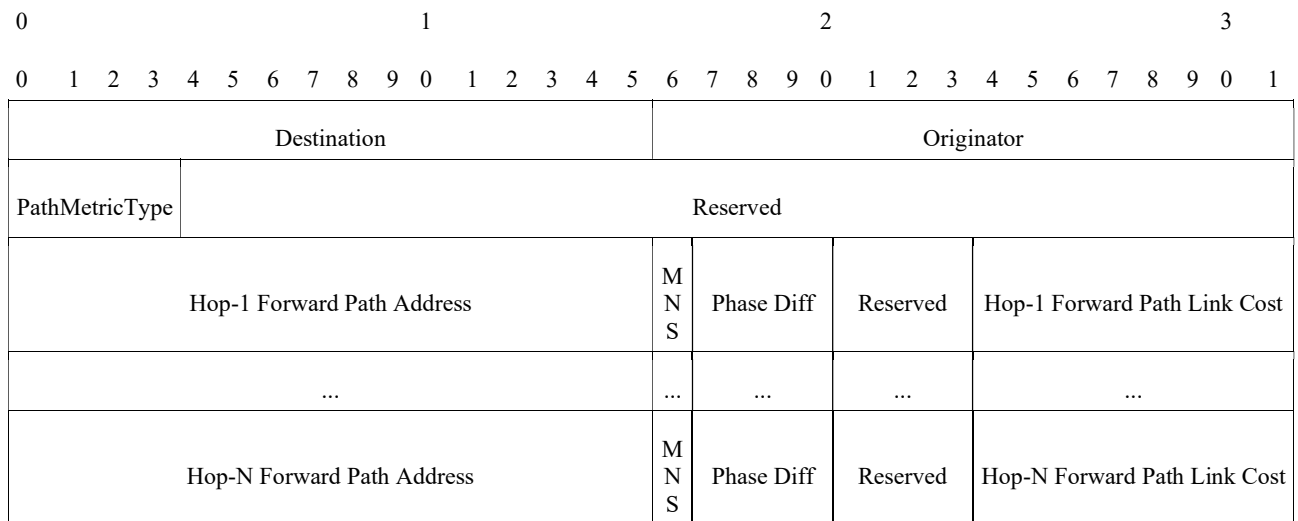 0 1 2 3
0 1 2 3 4 5 6 7 8 9 0 1 2 3 4 5 6 7 8 9 0 1 2 3 4 5 6 7 8 9 0 1
Destination Originator
PathMetricType Reserved
Hop-1 Forward Path Address MNS Phase Diff Reserved Hop-1 Forward Path Link Cost
... ... ... ... ...
Hop-N Forward Path Address MNS Phase Diff Reserved Hop-N Forward Path Link Cost